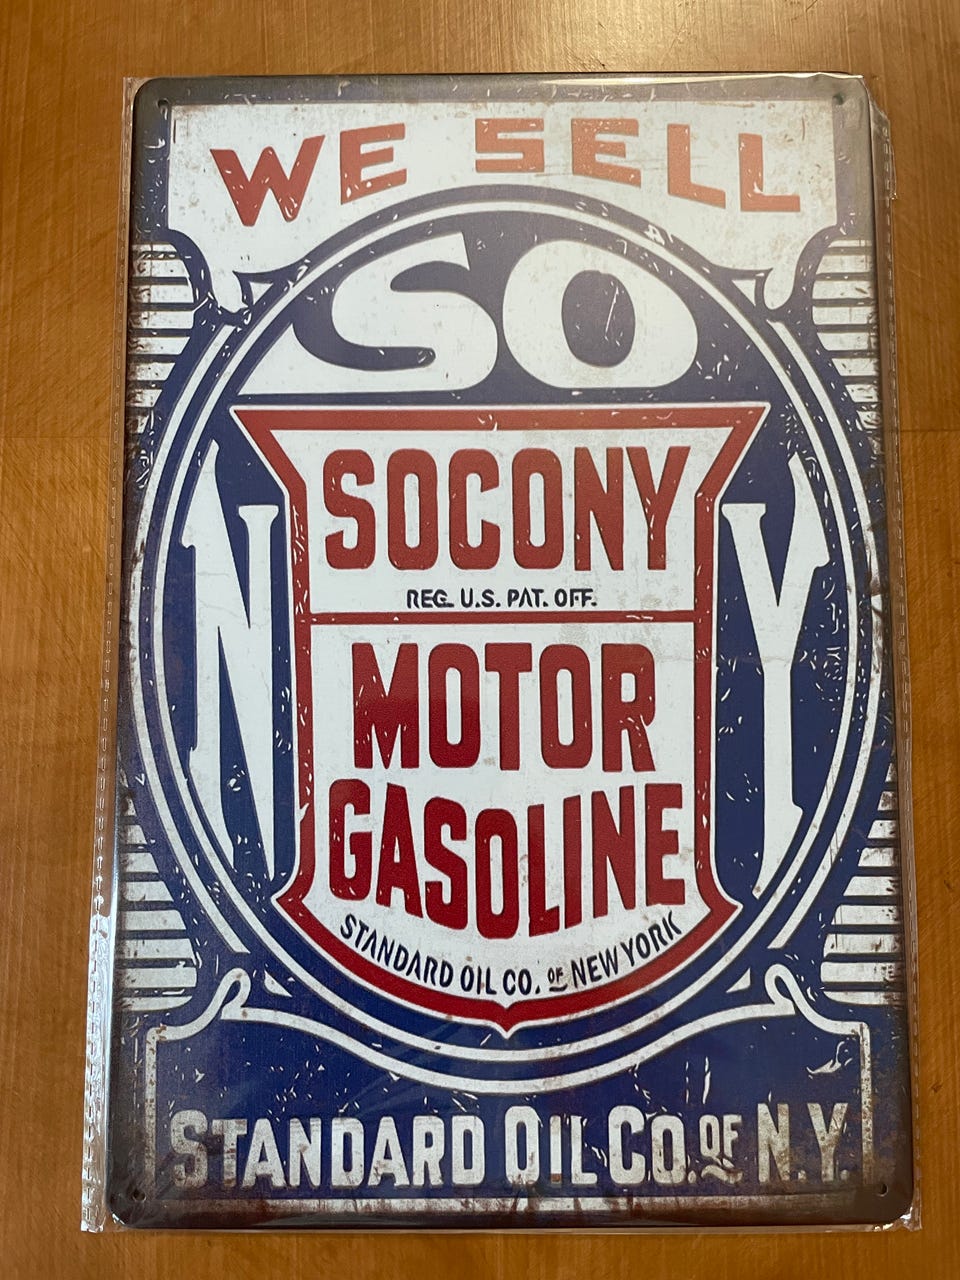 WE SELL
SO
N Y
SOCONY
REG. U.S. PAT. OFF.
MOTOR
GASOLINE
STANDARD OIL CO. OF NEW YORK
STANDARD OIL CO. OF N.Y.